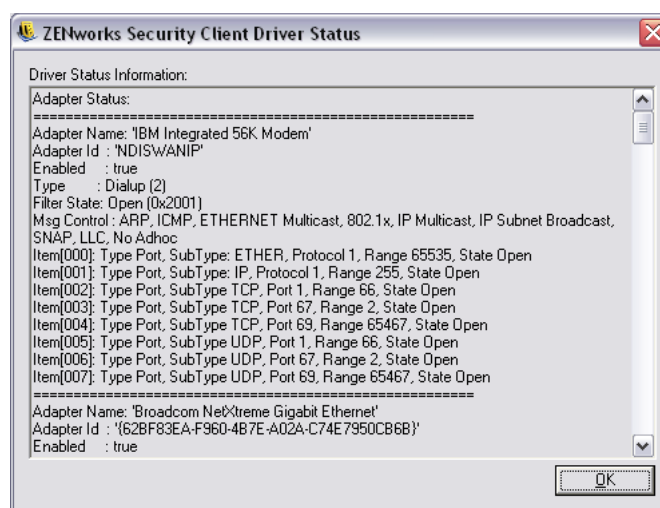 ZENworks Security Client Driver Status
Driver Status Information:
Adapter Status:
=======================================================
Adapter Name: 'IBM Integrated 56K Modem'
Adapter Id : 'NDISWANIP'
Enabled : true
Type : Dialup (2)
Filter State: Open (0x2001)
Msg Control : ARP, ICMP, ETHERNET Multicast, 802.1x, IP Multicast, IP Subnet Broadcast,
SNAP, LLC, No Adhoc
Item[000]: Type Port, SubType: ETHER, Protocol 1, Range 65535, State Open
Item[001]: Type Port, SubType: IP, Protocol 1, Range 255, State Open
Item[002]: Type Port, SubType TCP, Port 1, Range 66, State Open
Item[003]: Type Port, SubType TCP, Port 67, Range 2, State Open
Item[004]: Type Port, SubType TCP, Port 69, Range 65467, State Open
Item[005]: Type Port, SubType UDP, Port 1, Range 66, State Open
Item[006]: Type Port, SubType UDP, Port 67, Range 2, State Open
Item[007]: Type Port, SubType UDP, Port 69, Range 65467, State Open
=======================================================
Adapter Name: 'Broadcom NetXtreme Gigabit Ethernet'
Adapter Id : '{62BF83EA-F960-4B7E-A02A-C74E7950CB6B}'
Enabled : true
OK